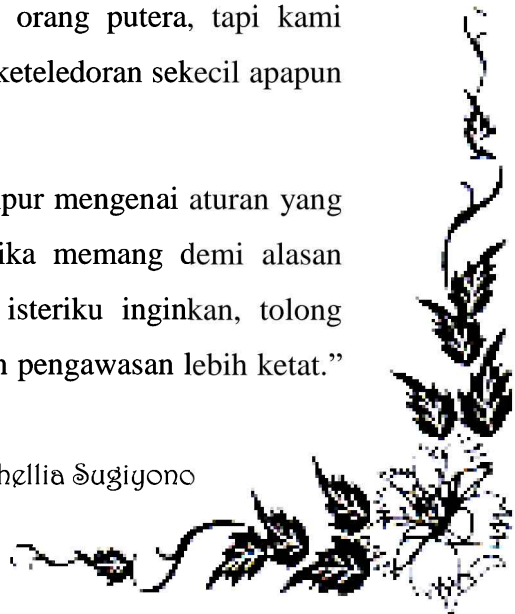 orang putera, tapi kami
keteledoran sekecil apapun
pur mengenai aturan yang
ika memang demi alasan
isteriku inginkan, tolong
pengawasan lebih ketat.”
hellia Sugiyono